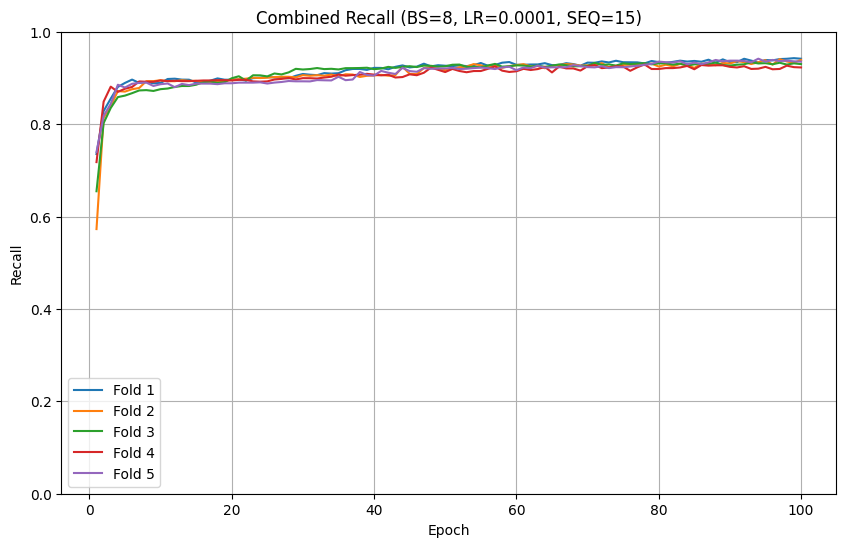 Combined Recall (BS=8, LR=0.0001, SEQ=15)
1.0
0.8
0.6
0.4
0.2
0.0
Recall
Fold 1
Fold 2
Fold 3
Fold 4
Fold 5
0 20 40 60 80 100
Epoch